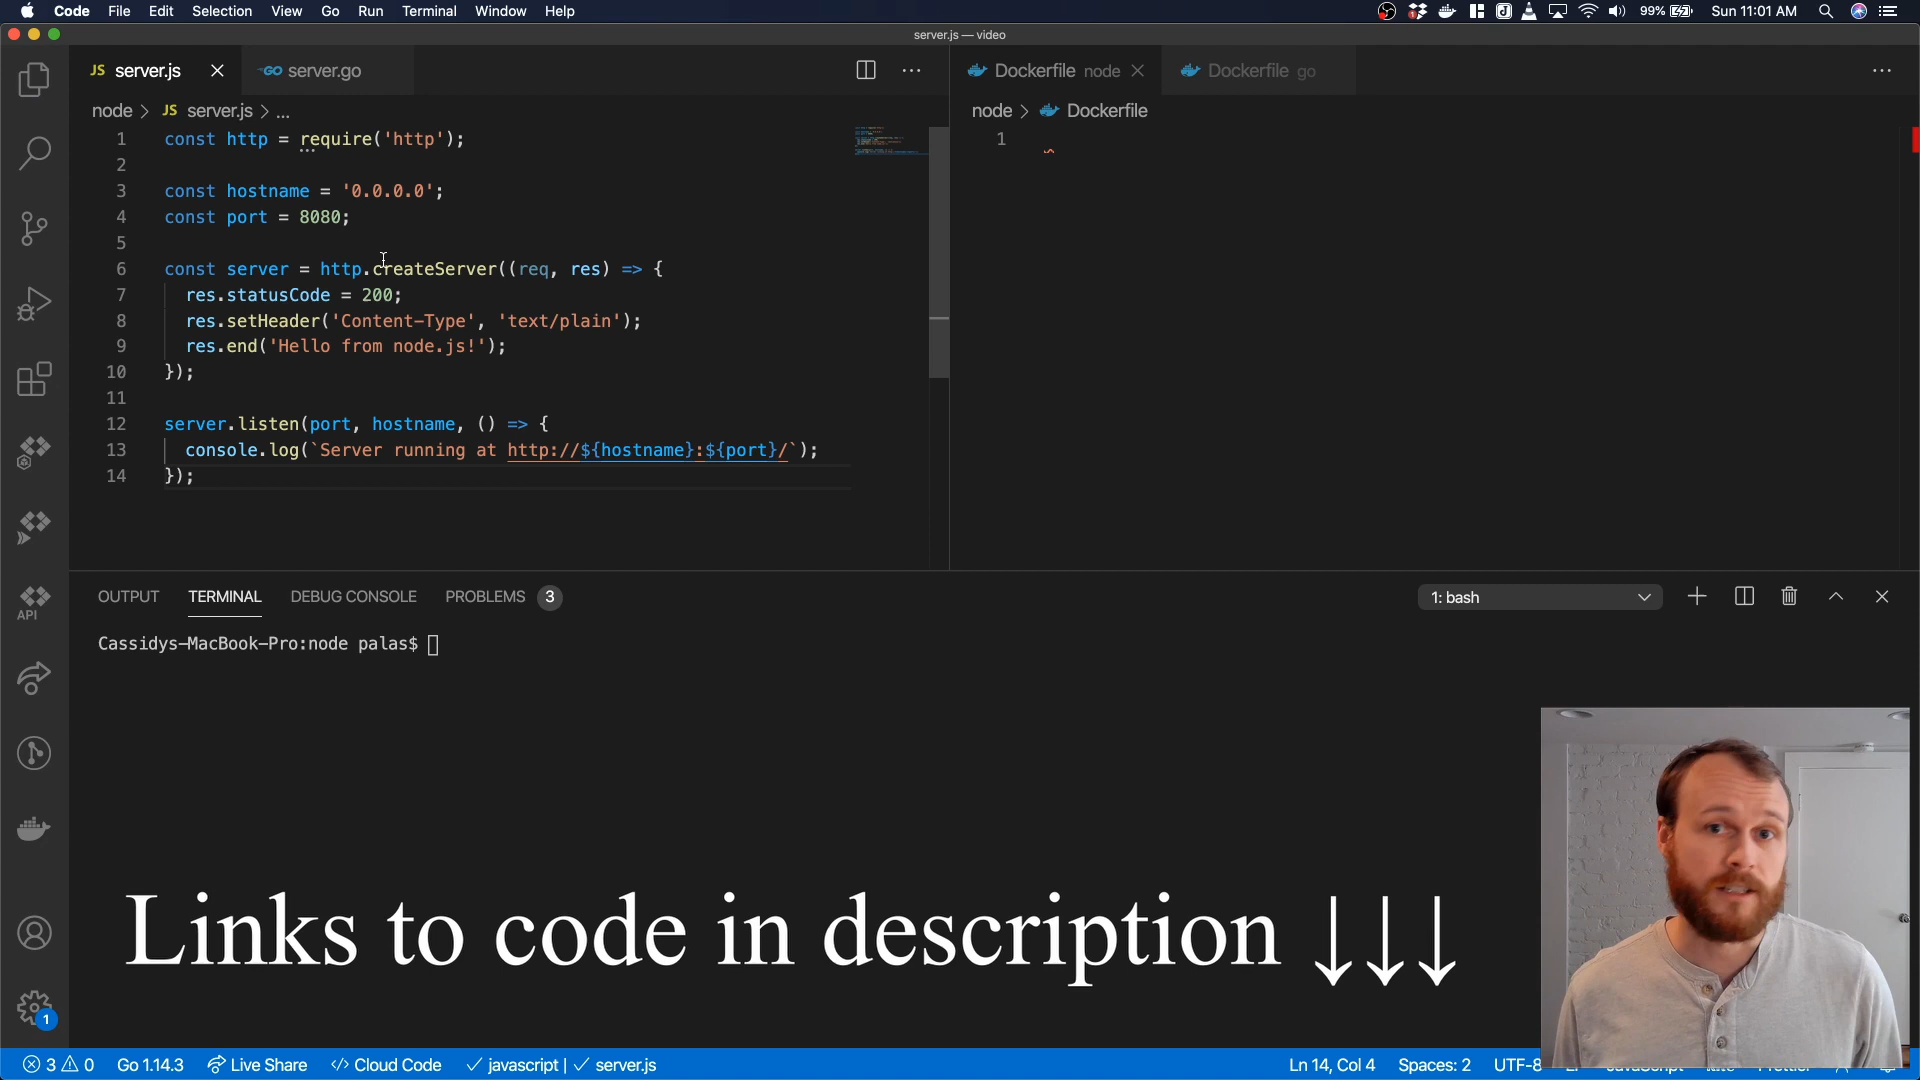 Code File Edit Selection View Go Run Terminal Window Help 99% Sun 11:01 AM
server.js — video
JS server.js GO server.go Dockerfile node Dockerfile go
node > JS server.js > ...
node > Dockerfile
1 const http = require('http');
2
3 const hostname = '0.0.0.0';
4 const port = 8080;
5
6 const server = http.createServer((req, res) => {
7 res.statusCode = 200;
8 res.setHeader('Content-Type', 'text/plain');
9 res.end('Hello from node.js!');
10 });
11
12 server.listen(port, hostname, () => {
13 console.log(`Server running at http://${hostname}:${port}/`);
14 });
1
API
OUTPUT TERMINAL DEBUG CONSOLE PROBLEMS 3 1: bash
Cassidys-MacBook-Pro:node palas$
Links to code in description ↓↓↓
1
3 0 Go 1.14.3 Live Share Cloud Code javascript | server.js Ln 14, Col 4 Spaces: 2 UTF-8